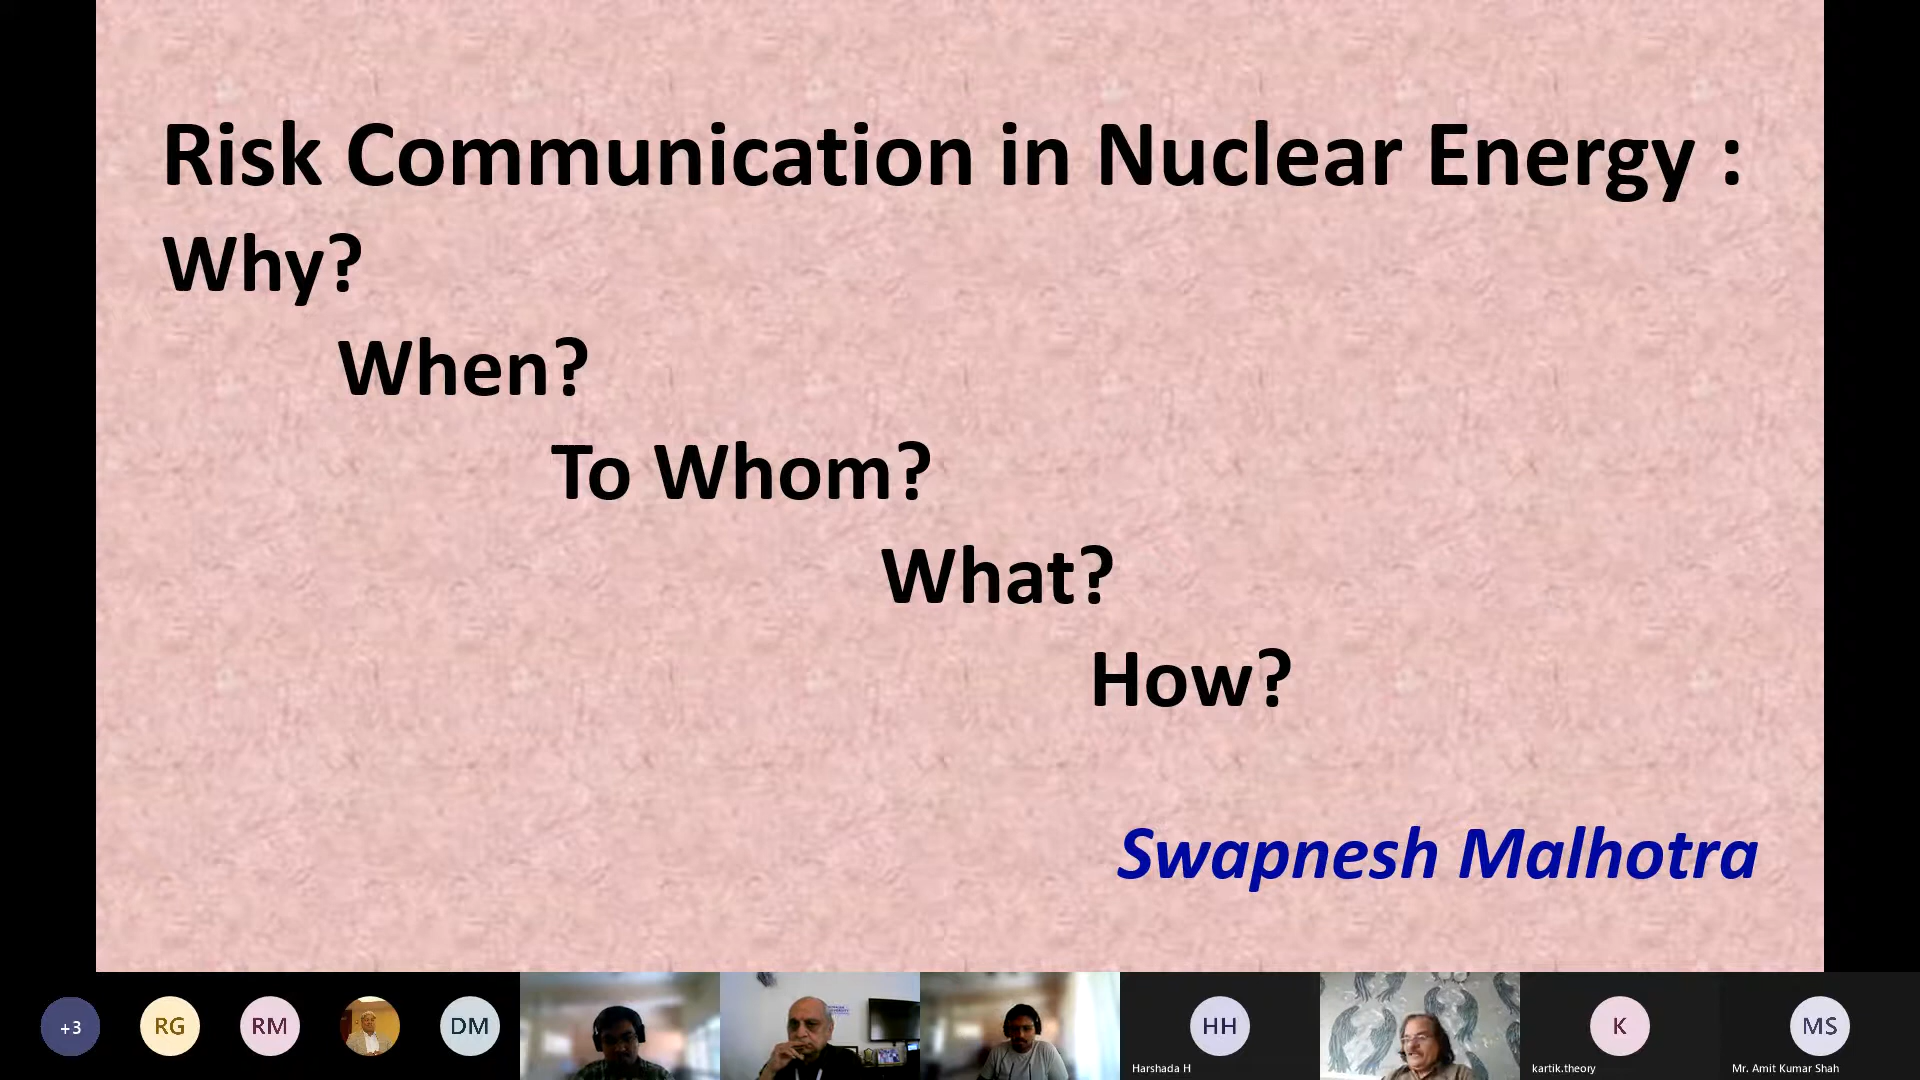 Risk Communication in Nuclear Energy :
Why?
When?
To Whom?
What?
How?
Swapnesh Malhotra
+3
RG
RM
DM
HH
K
MS
Harshada H
kartik.theory
Mr. Amit Kumar Shah